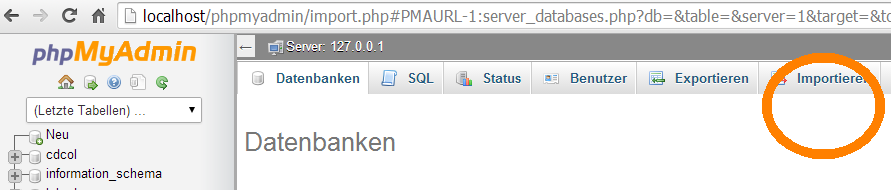 localhost/phpmyadmin/import.php#PMAURL-1:server_databases.php?db=&table=&server=1&target=&to
phpMyAdmin
Server: 127.0.0.1
Datenbanken SQL Status Benutzer Exportieren Importieren
(Letzte Tabellen) ...
Neu
Datenbanken
cdcol
information_schema